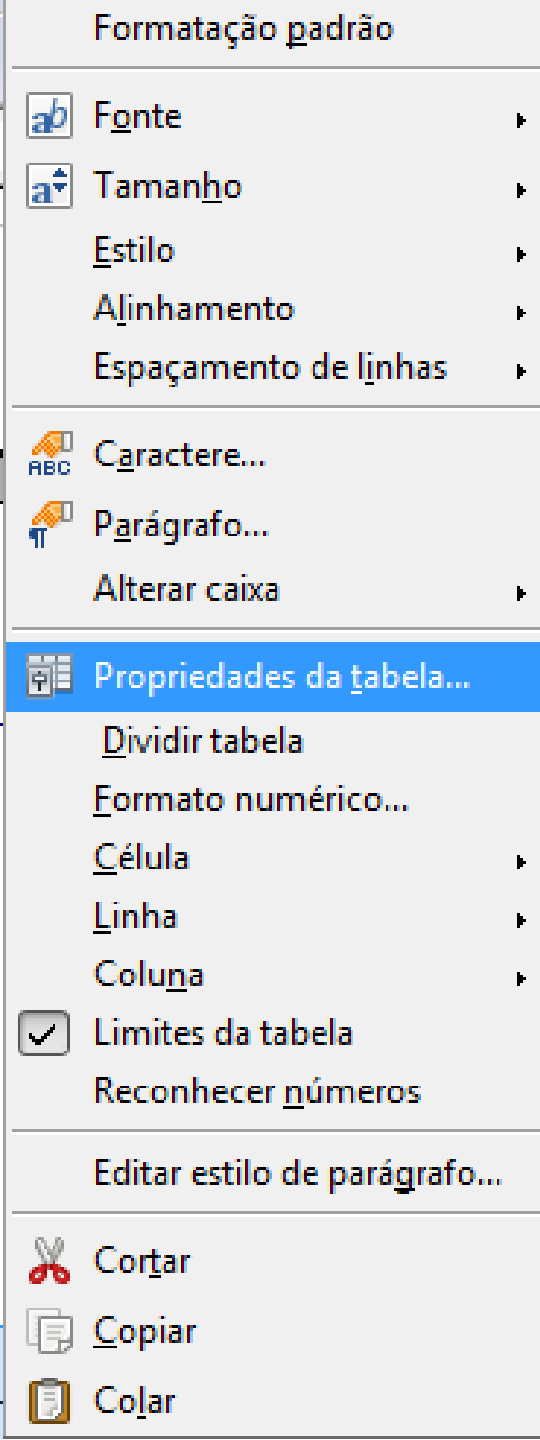 Formatação padrão
Fonte
Tamanho
Estilo
Alinhamento
Espaçamento de linhas
ABC Caractere...
Parágrafo...
Alterar caixa
Propriedades da tabela...
Dividir tabela
Formato numérico...
Célula
Linha
Coluna
Limites da tabela
Reconhecer números
Editar estilo de parágrafo...
Cortar
Copiar
Colar